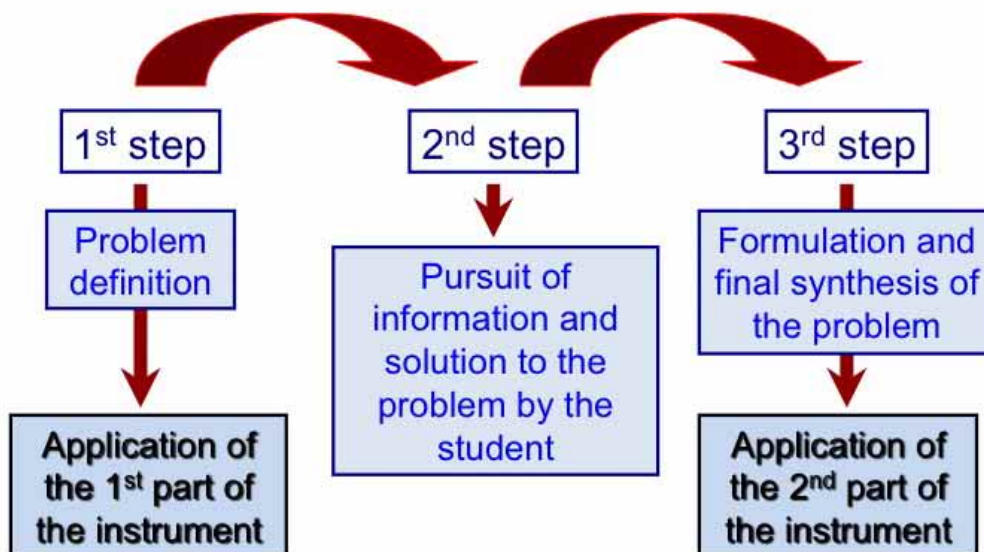 1st step
2nd step
3rd step
Problem
definition
Pursuit of
information and
solution to the
problem by the
student
Formulation and
final synthesis of
the problem
Application of
the 1st part of
the instrument
Application of
the 2nd part of
the instrument